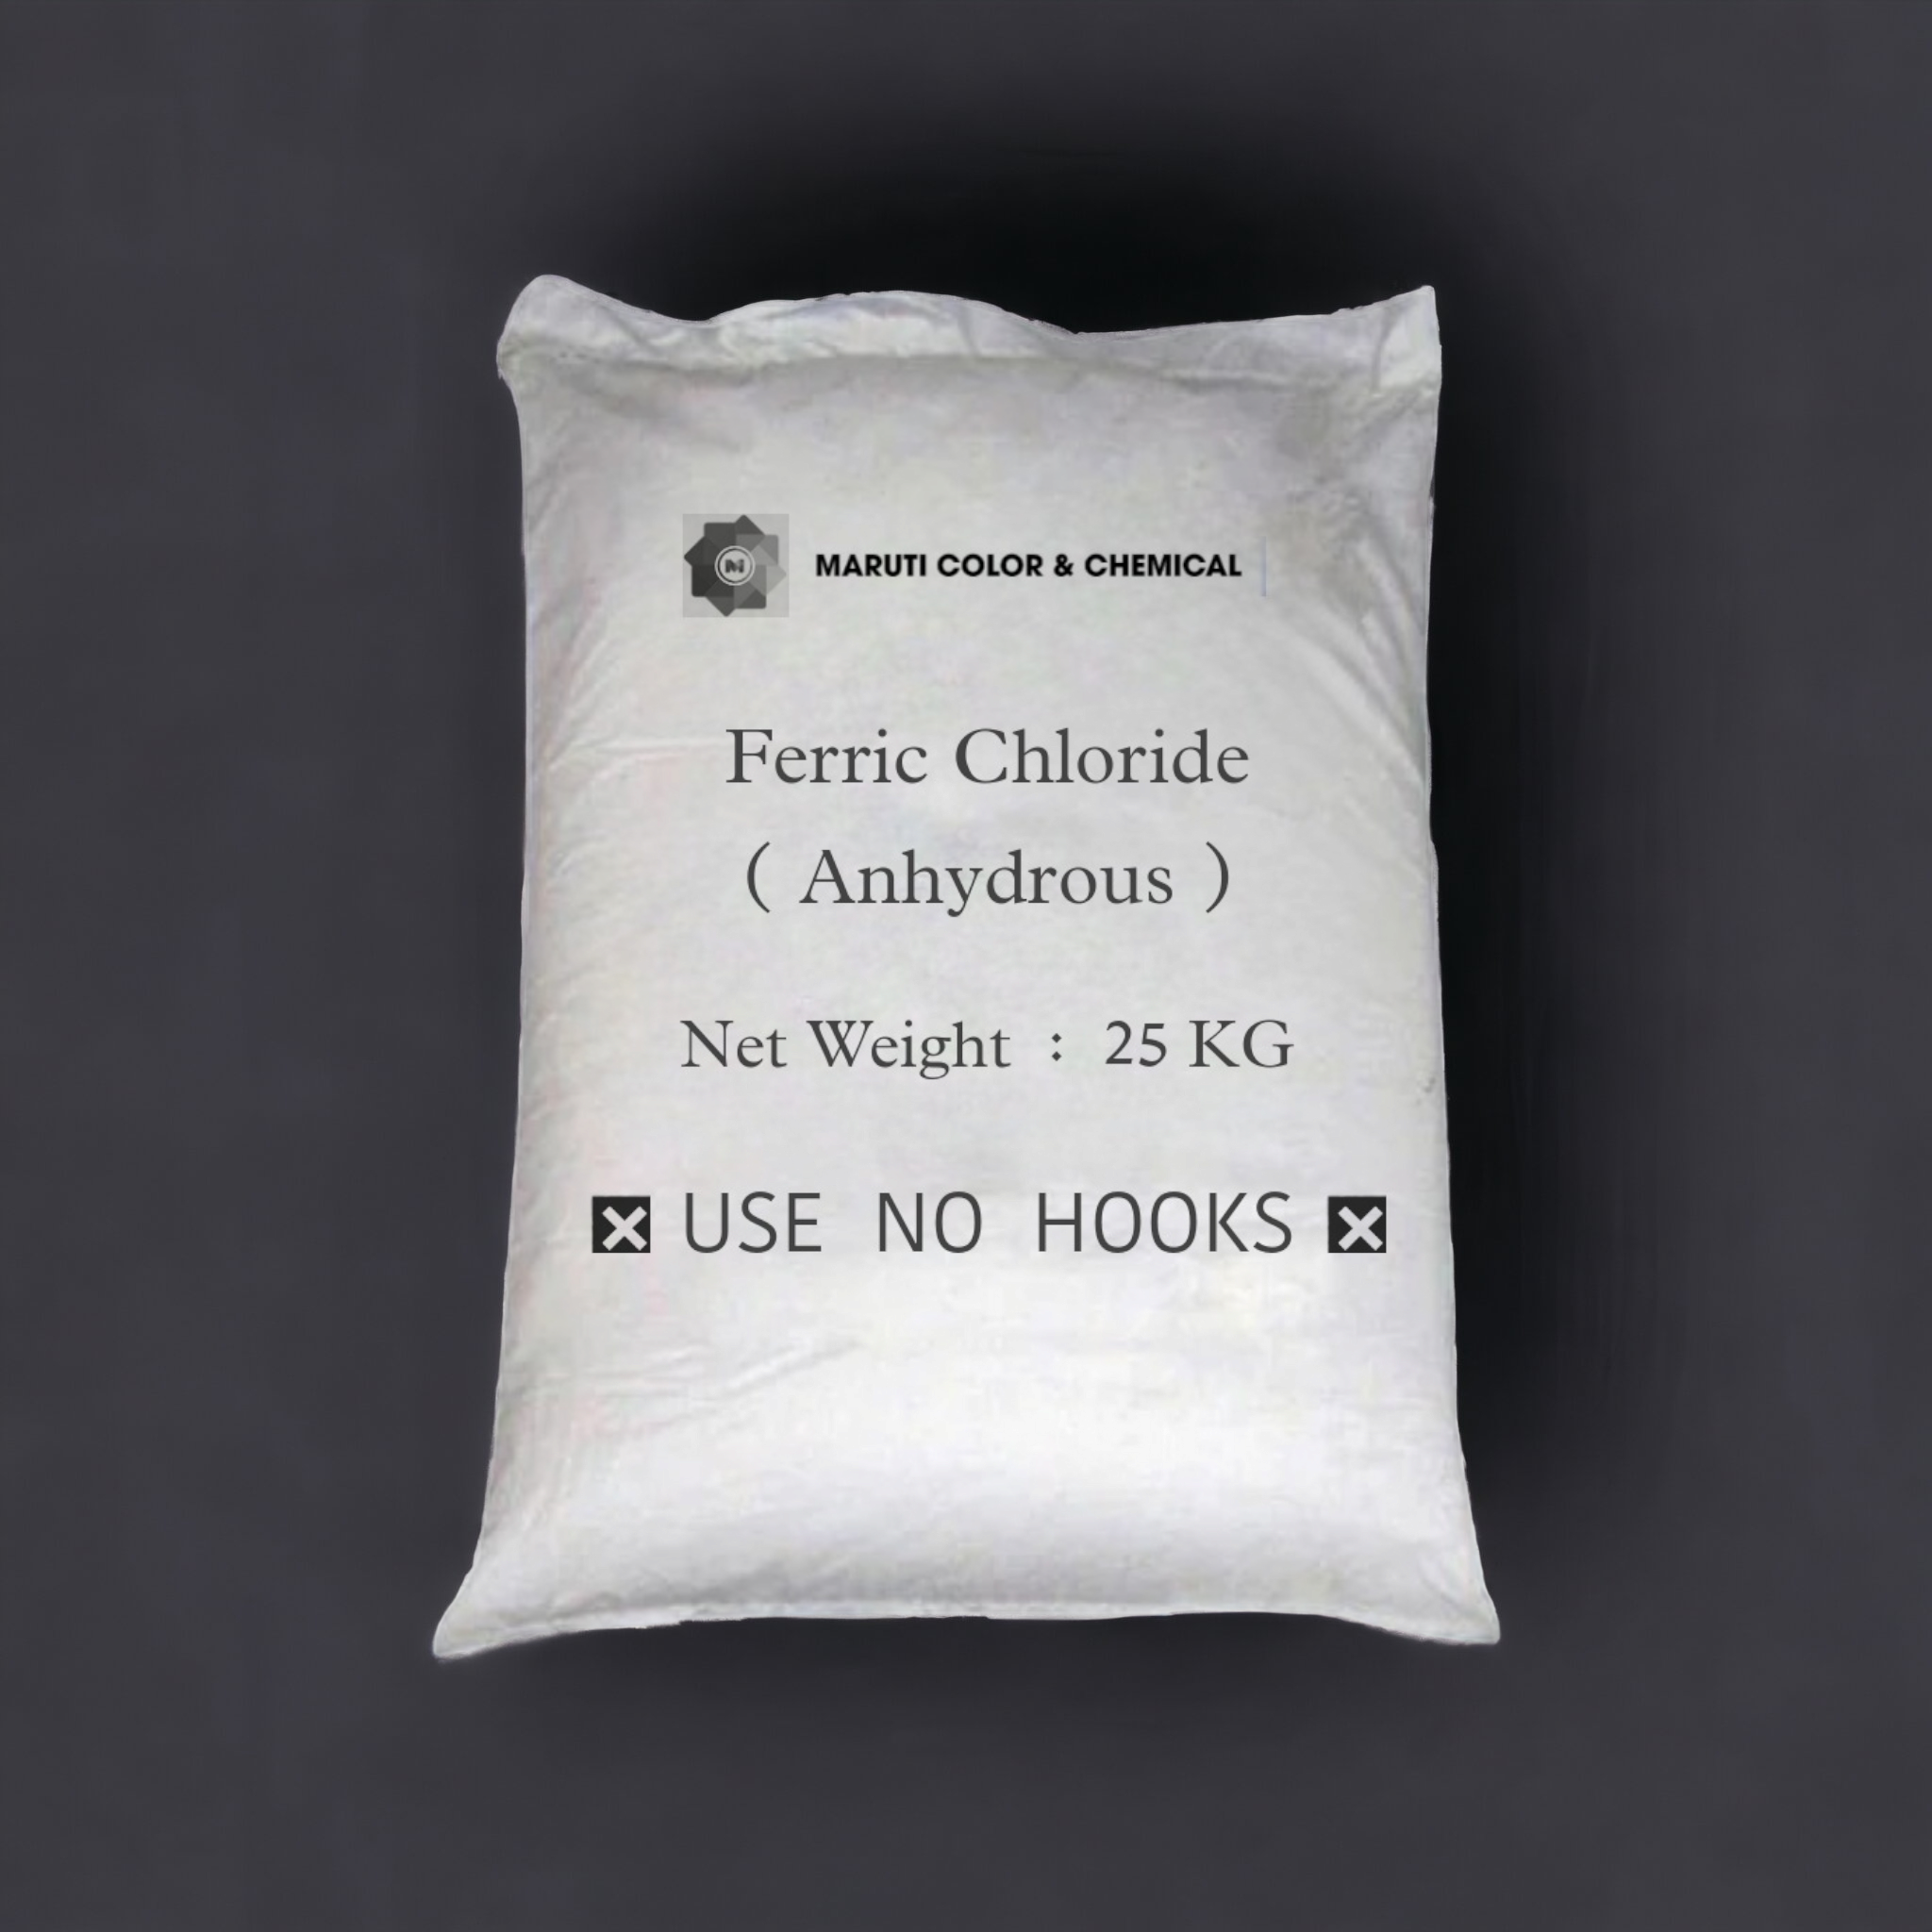 M
MARUTI COLOR & CHEMICAL
Ferric Chloride
( Anhydrous )
Net Weight : 25 KG
USE NO HOOKS